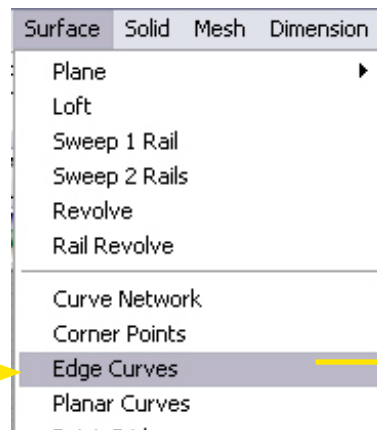 Surface Solid Mesh Dimension
Plane
Loft
Sweep 1 Rail
Sweep 2 Rails
Revolve
Rail Revolve
Curve Network
Corner Points
Edge Curves
Planar Curves